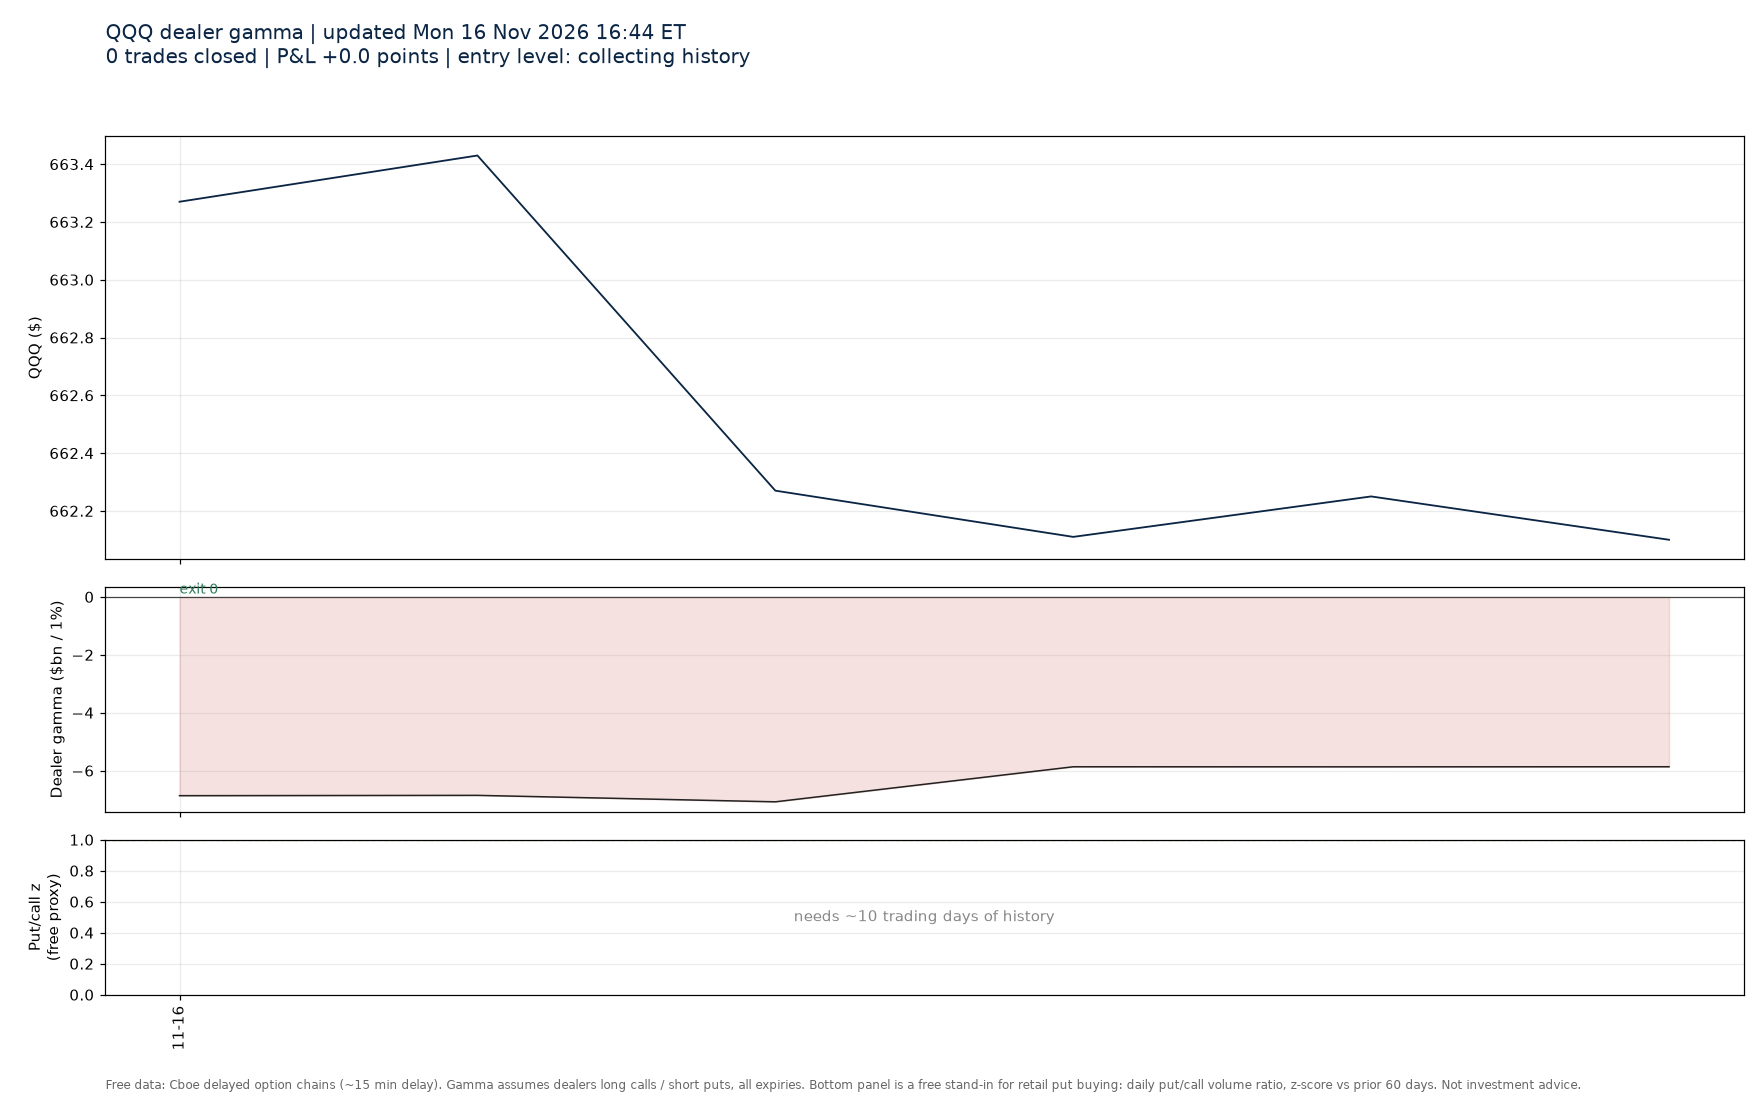 QQQ dealer gamma | updated Mon 16 Nov 2026 16:44 ET
0 trades closed | P&L +0.0 points | entry level: collecting history
QQQ ($)
663.4
663.2
663.0
662.8
662.6
662.4
662.2
Dealer gamma ($bn / 1%)
exit 0
0
−2
−4
−6
Put/call z
(free proxy)
1.0
0.8
0.6
0.4
0.2
0.0
needs ~10 trading days of history
11-16
Free data: Cboe delayed option chains (~15 min delay). Gamma assumes dealers long calls / short puts, all expiries. Bottom panel is a free stand-in for retail put buying: daily put/call volume ratio, z-score vs prior 60 days. Not investment advice.